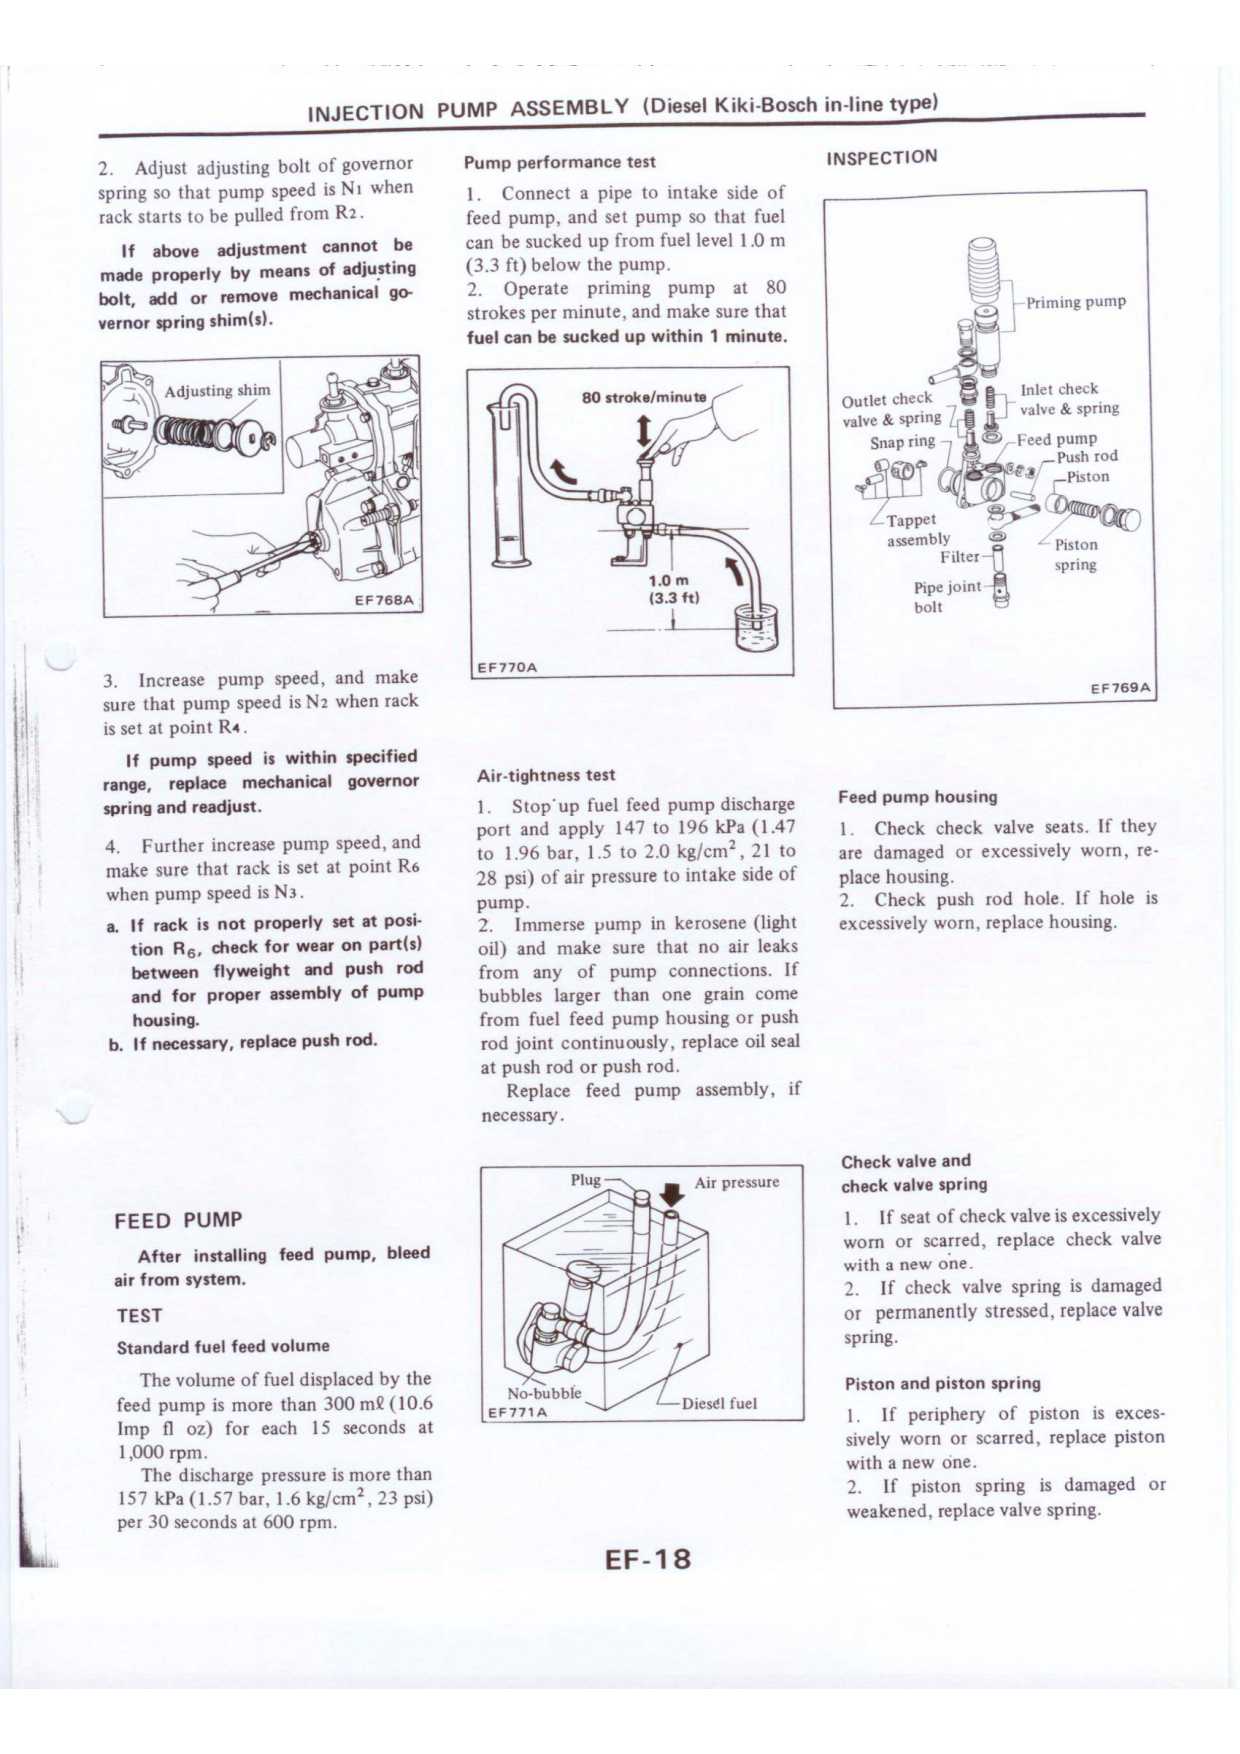 INJECTION PUMP ASSEMBLY (Diesel Kiki-Bosch in-line type)
2. Adjust adjusting bolt of governor
spring so that pump speed is N1 when
rack starts to be pulled from R2.
If above adjustment cannot be
made properly by means of adjusting
bolt, add or remove mechanical go-
vernor spring shim(s).
Adjusting shim
EF768A
3. Increase pump speed, and make
sure that pump speed is N2 when rack
is set at point R4.
If pump speed is within specified
range, replace mechanical governor
spring and readjust.
4. Further increase pump speed, and
make sure that rack is set at point R6
when pump speed is N3.
a. If rack is not properly set at posi-
tion R6, check for wear on part(s)
between flyweight and push rod
and for proper assembly of pump
housing.
b. If necessary, replace push rod.
FEED PUMP
After installing feed pump, bleed
air from system.
TEST
Standard fuel feed volume
The volume of fuel displaced by the
feed pump is more than 300 mℓ (10.6
Imp fl oz) for each 15 seconds at
1,000 rpm.
The discharge pressure is more than
157 kPa (1.57 bar, 1.6 kg/cm², 23 psi)
per 30 seconds at 600 rpm.
Pump performance test
1. Connect a pipe to intake side of
feed pump, and set pump so that fuel
can be sucked up from fuel level 1.0 m
(3.3 ft) below the pump.
2. Operate priming pump at 80
strokes per minute, and make sure that
fuel can be sucked up within 1 minute.
80 stroke/minute
1.0 m
(3.3 ft)
EF770A
Air-tightness test
1. Stop up fuel feed pump discharge
port and apply 147 to 196 kPa (1.47
to 1.96 bar, 1.5 to 2.0 kg/cm², 21 to
28 psi) of air pressure to intake side of
pump.
2. Immerse pump in kerosene (light
oil) and make sure that no air leaks
from any of pump connections. If
bubbles larger than one grain come
from fuel feed pump housing or push
rod joint continuously, replace oil seal
at push rod or push rod.
Replace feed pump assembly, if
necessary.
Plug
Air pressure
No-bubble
Diesel fuel
EF771A
INSPECTION
Priming pump
Inlet check
valve & spring
Outlet check
valve & spring
Snap ring
Feed pump
Push rod
Piston
Tappet
assembly
Filter
Piston
spring
Pipe joint
bolt
EF769A
Feed pump housing
1. Check check valve seats. If they
are damaged or excessively worn, re-
place housing.
2. Check push rod hole. If hole is
excessively worn, replace housing.
Check valve and
check valve spring
1. If seat of check valve is excessively
worn or scarred, replace check valve
with a new one.
2. If check valve spring is damaged
or permanently stressed, replace valve
spring.
Piston and piston spring
1. If periphery of piston is exces-
sively worn or scarred, replace piston
with a new one.
2. If piston spring is damaged or
weakened, replace valve spring.
EF-18